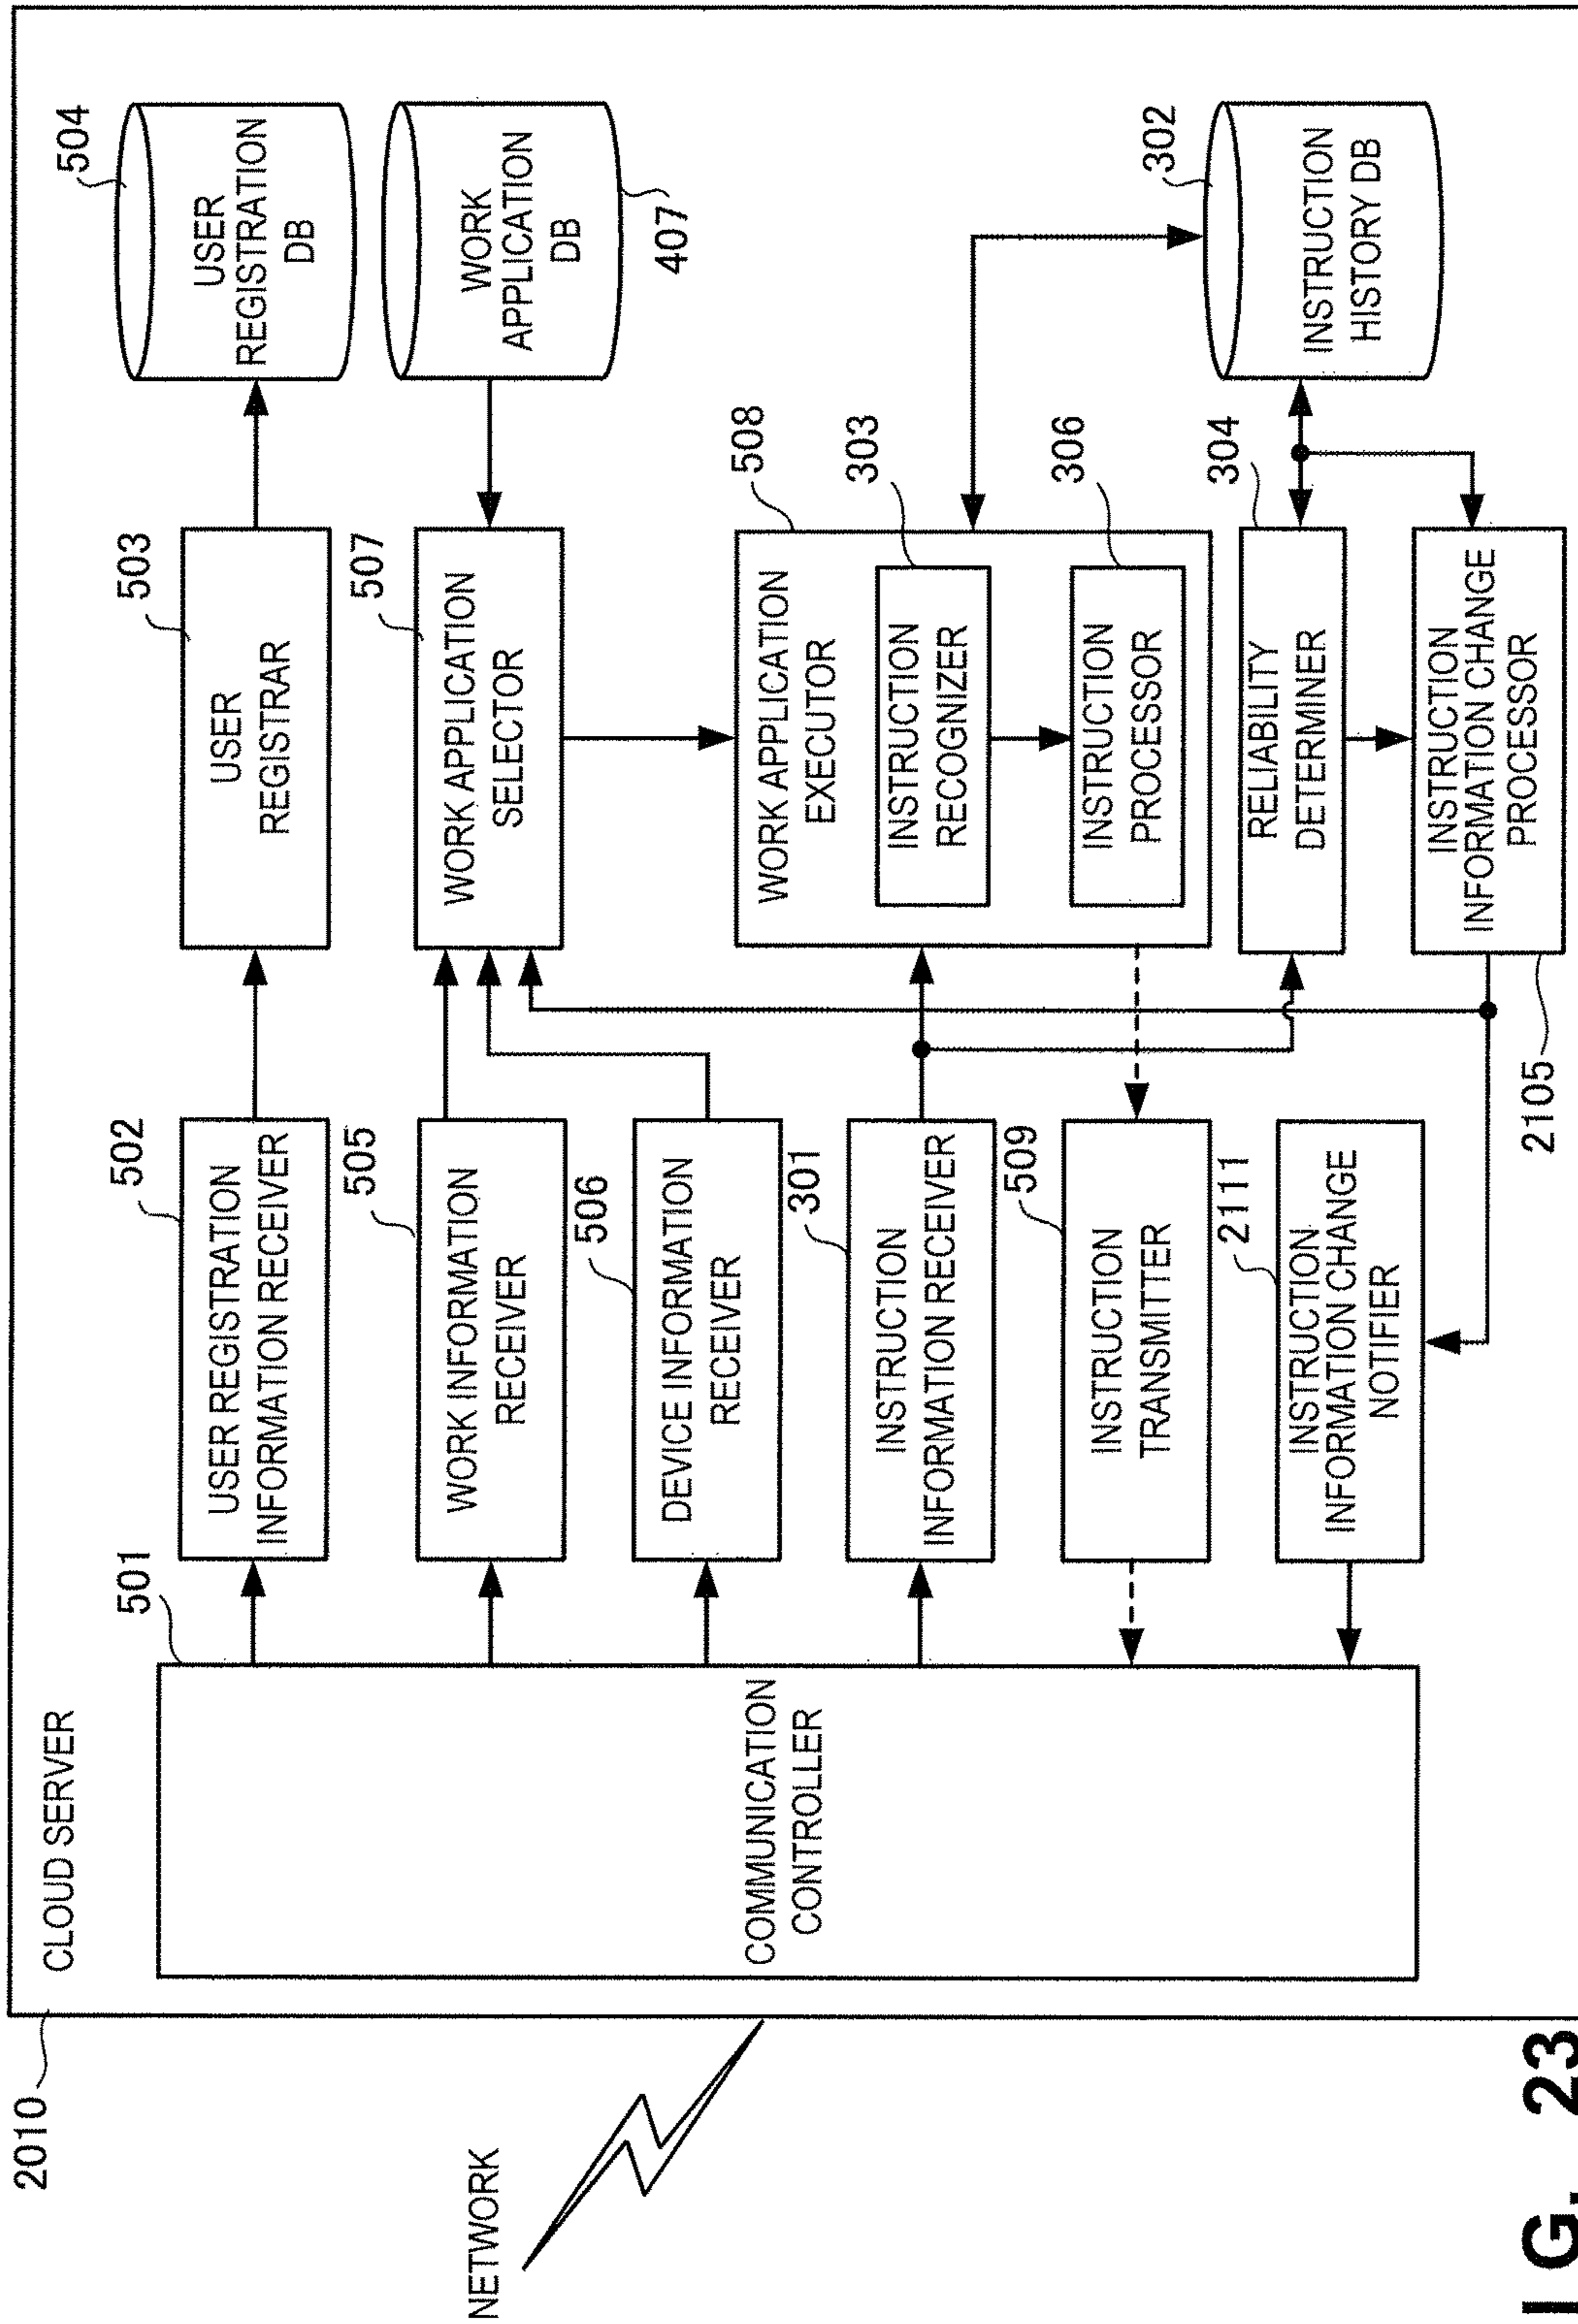 2010
CLOUD SERVER
NETWORK
501
COMMUNICATION
CONTROLLER
502
USER REGISTRATION
INFORMATION RECEIVER
503
USER
REGISTRAR
504
USER
REGISTRATION
DB
505
WORK INFORMATION
RECEIVER
507
WORK APPLICATION
SELECTOR
WORK
APPLICATION
DB
407
506
DEVICE INFORMATION
RECEIVER
508
WORK APPLICATION
EXECUTOR
303
INSTRUCTION
RECOGNIZER
306
INSTRUCTION
PROCESSOR
301
INSTRUCTION
INFORMATION RECEIVER
302
INSTRUCTION
HISTORY DB
509
INSTRUCTION
TRANSMITTER
304
RELIABILITY
DETERMINER
2111
INSTRUCTION
INFORMATION CHANGE
NOTIFIER
INSTRUCTION
INFORMATION CHANGE
PROCESSOR
2105
IG. 23